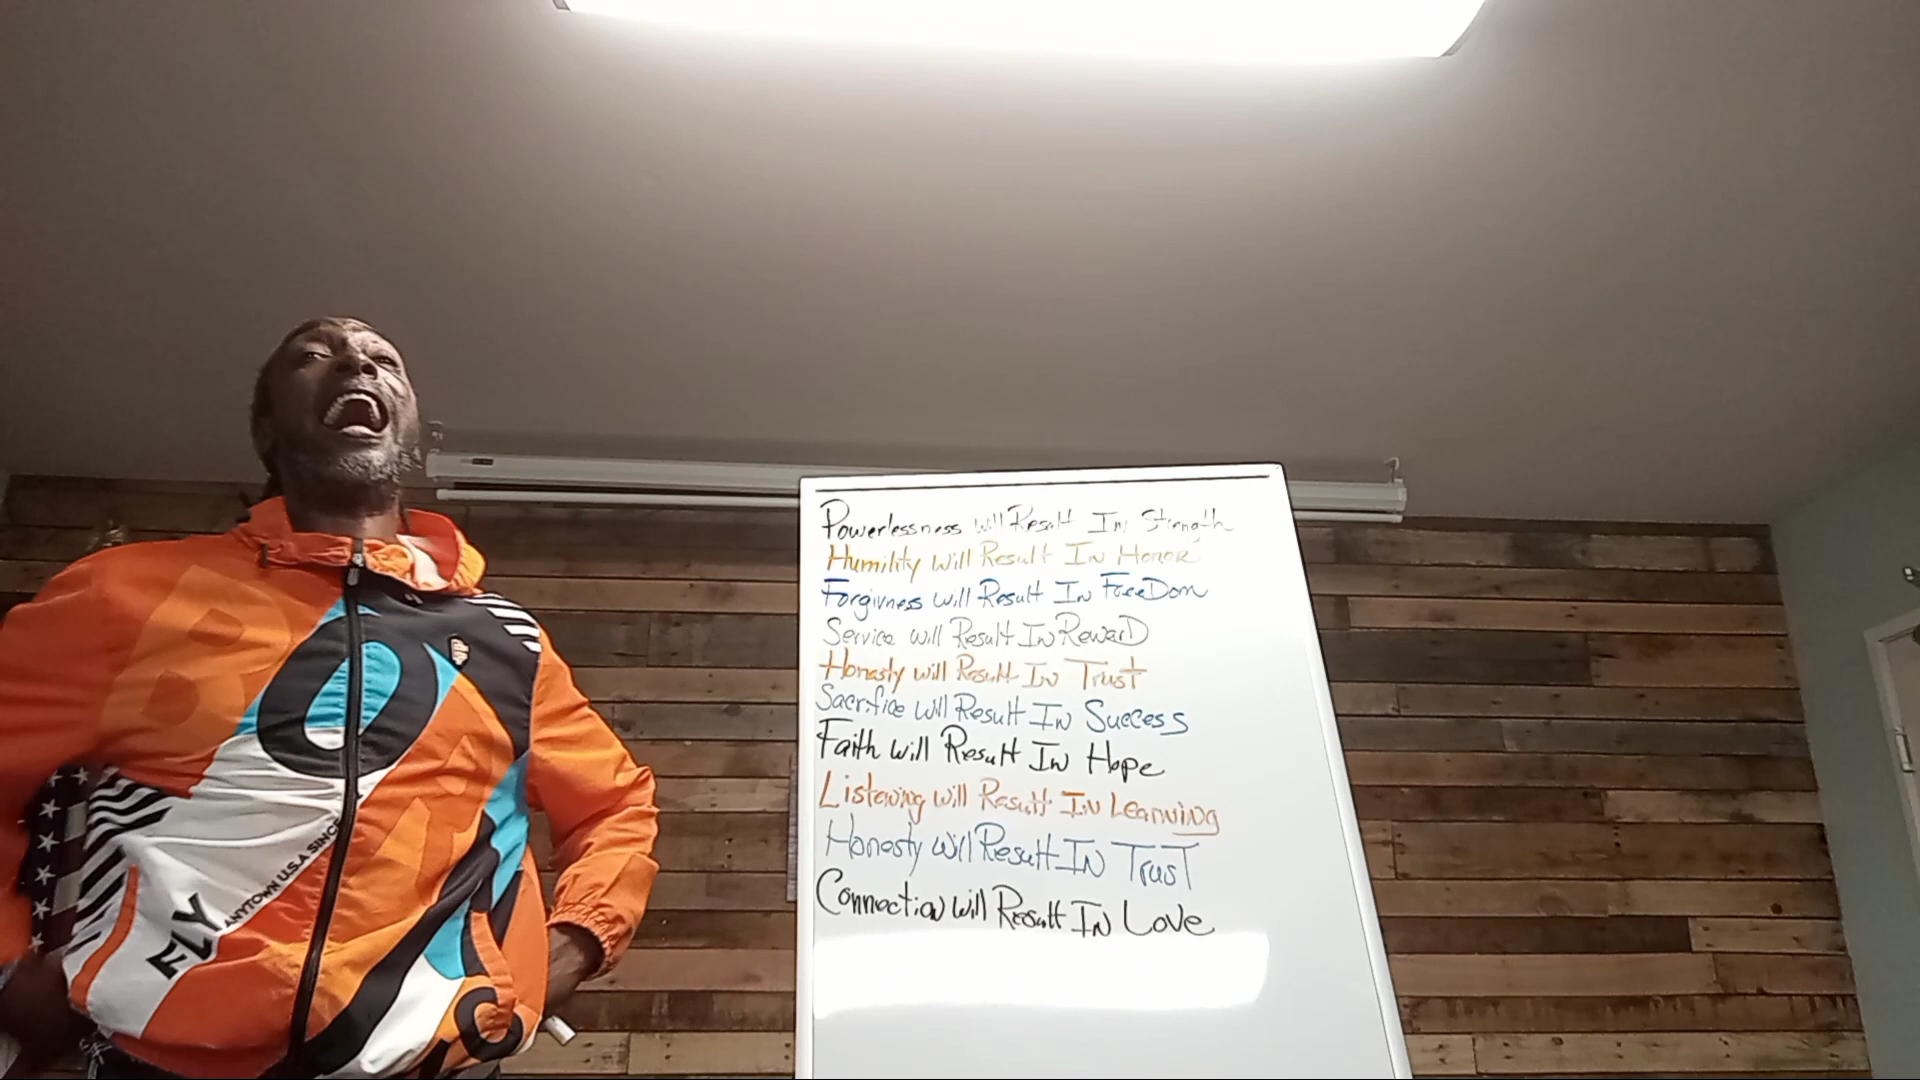 Powerlessness will Result In Strength
Humility Will Result In Honor
Forgivness will Result In FreeDom
Service will Result In RewarD
Honesty will Result In Trust
Sacrifice will Result In Success
Faith will Result In Hope
Listening will Result In Learning
Honesty will Result IN TrusT
Connection will Result IN Love
FLY
ANYTOWN U.S.A SINCE